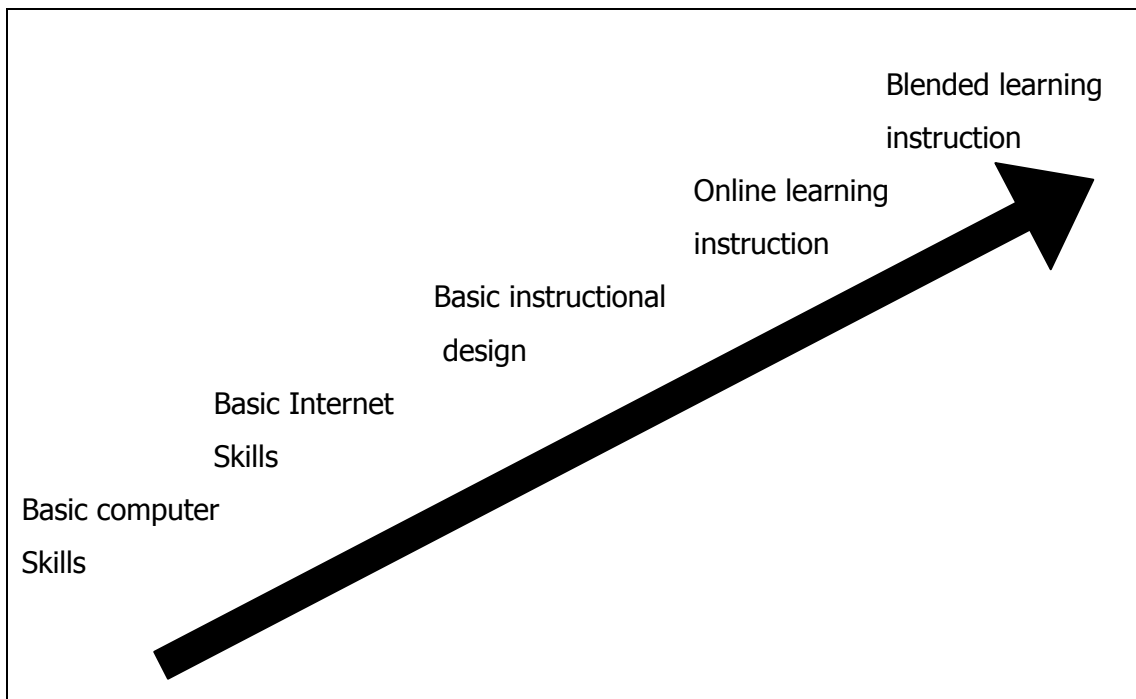 Blended learning
instruction
Online learning
instruction
Basic instructional
design
Basic Internet
Skills
Basic computer
Skills